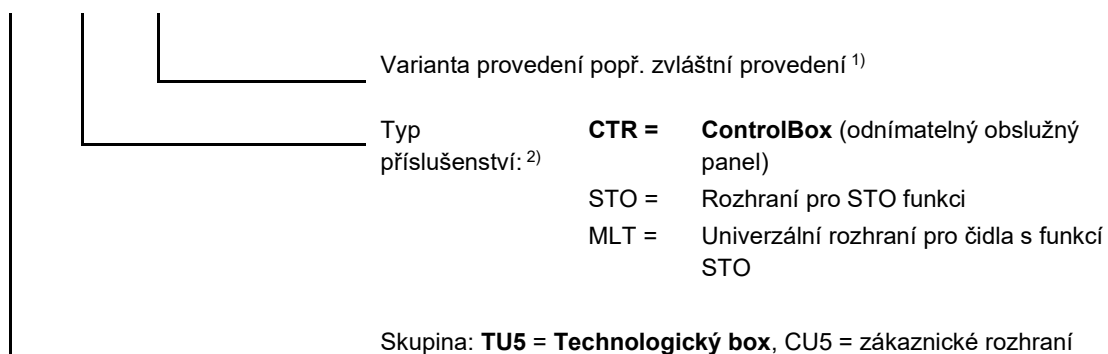 Varianta provedení popř. zvláštní provedení 1)
Typ CTR = ControlBox (odnímatelný obslužný
příslušenství: 2) panel)
STO = Rozhraní pro STO funkci
MLT = Univerzální rozhraní pro čidla s funkcí
STO
Skupina: TU5 = Technologický box, CU5 = zákaznické rozhraní